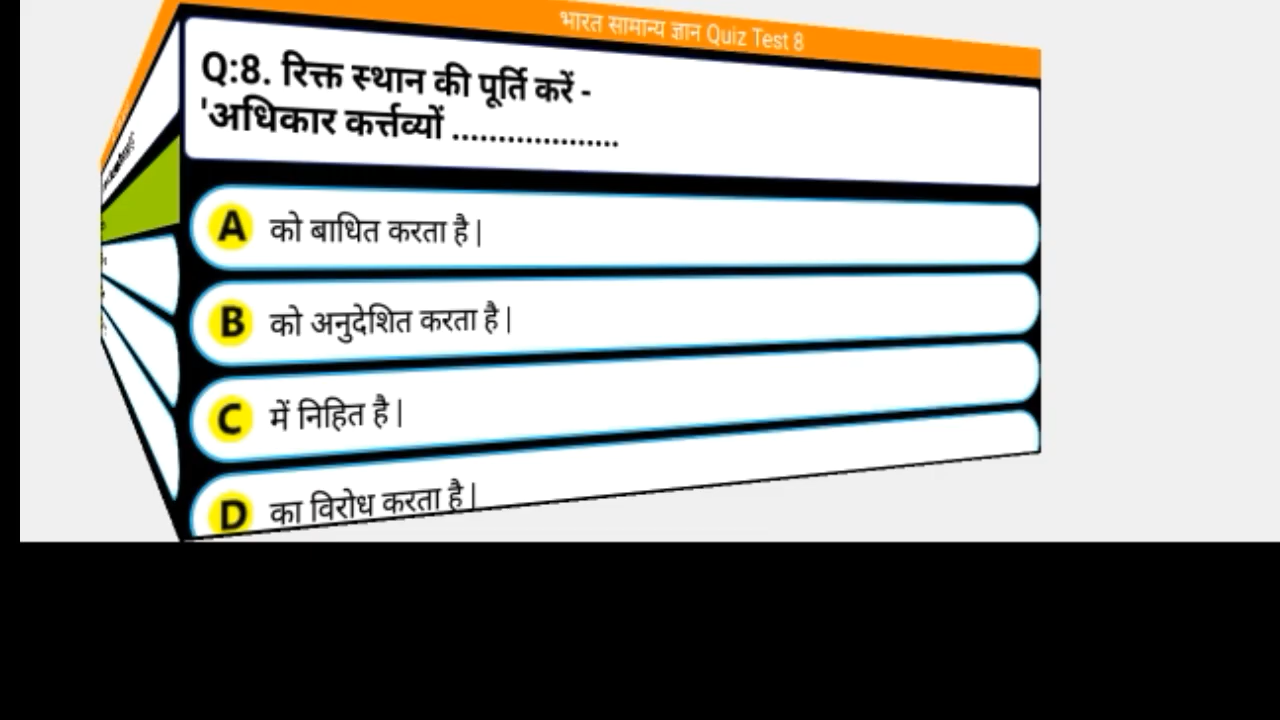 भारत सामान्य ज्ञान Quiz Test 8
Q:8. रिक्त स्थान की पूर्ति करें -
'अधिकार कर्त्तव्यों ...................
A को बाधित करता है|
B को अनुदेशित करता है|
C में निहित है|
D का विरोध करता है|